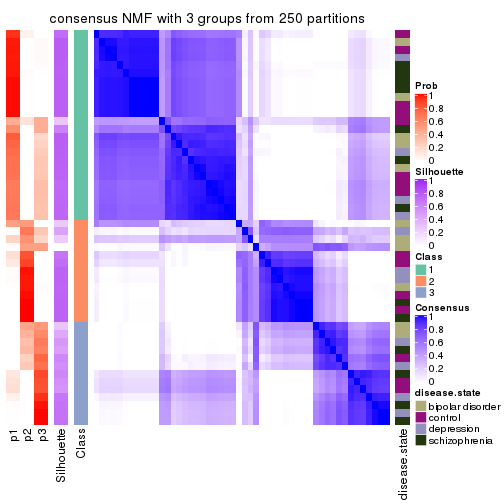 consensus NMF with 3 groups from 250 partitions
Prob
1
0.8
0.6
0.4
0.2
0
Silhouette
1
0.8
0.6
0.4
0.2
0
Class
1
2
3
Consensus
1
0.8
0.6
0.4
0.2
0
disease.state
bipolar disorder
control
depression
schizophrenia
p1
p2
p3
Silhouette
Class
disease.state